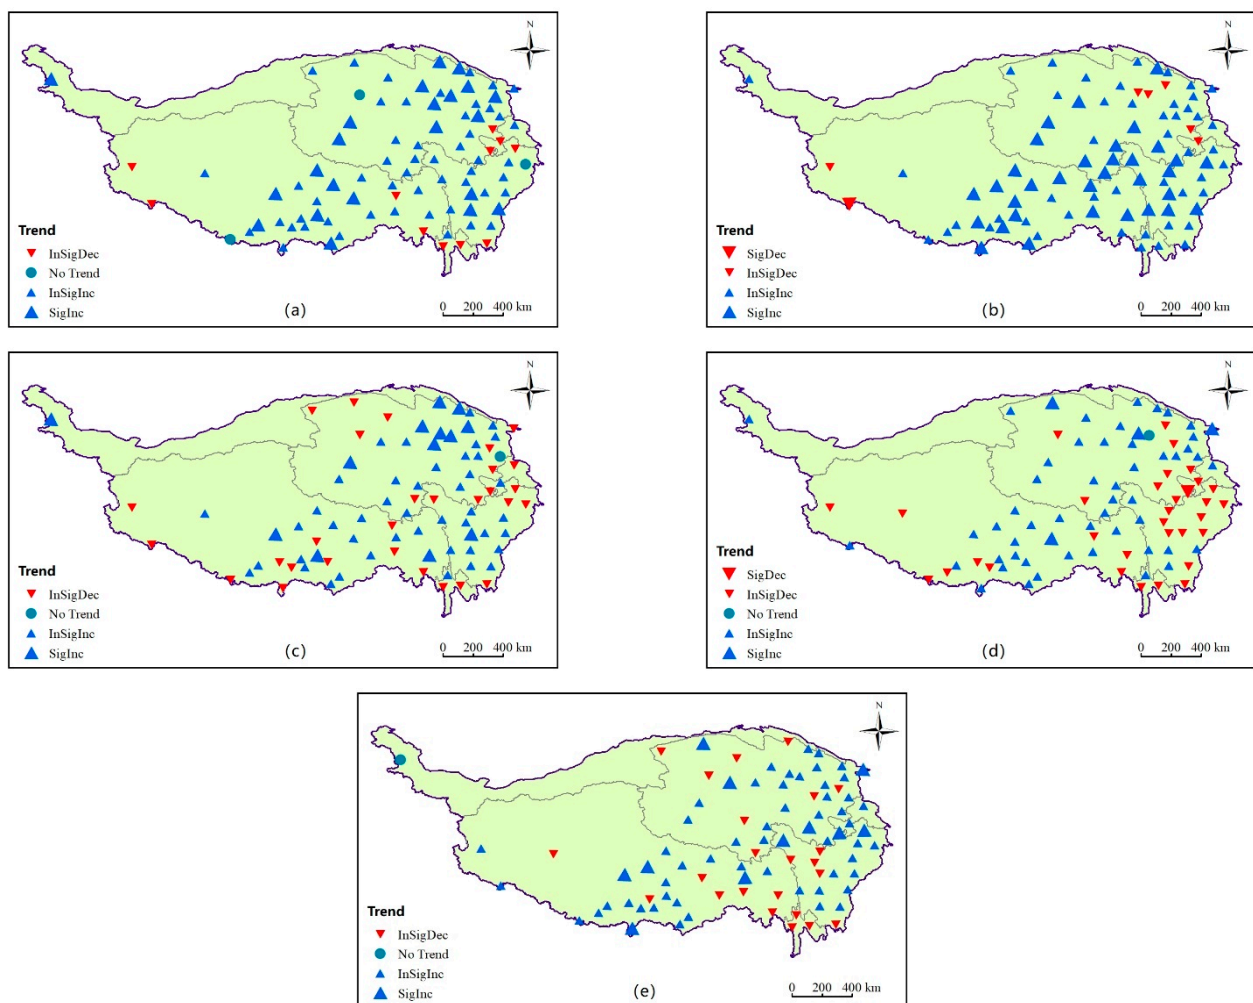 N
Trend
InSigDec
No Trend
InSigInc
SigInc
(a)
0 200 400 km
N
Trend
SigDec
InSigDec
InSigInc
SigInc
(b)
0 200 400 km
N
Trend
InSigDec
No Trend
InSigInc
SigInc
(c)
0 200 400 km
N
Trend
SigDec
InSigDec
No Trend
InSigInc
SigInc
(d)
0 200 400 km
N
Trend
InSigDec
No Trend
InSigInc
SigInc
(e)
0 200 400 km